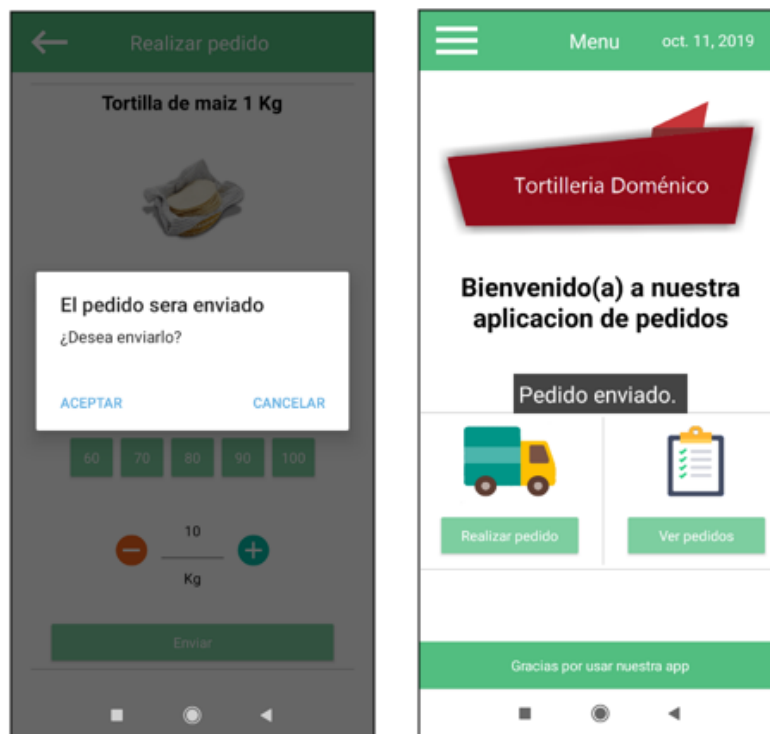 Realizar pedido
Tortilla de maiz 1 Kg
El pedido sera enviado
¿Desea enviarlo?
ACEPTAR CANCELAR
60 70 80 90 100
10
Kg
Enviar
Menu oct. 11, 2019
Tortilleria Doménico
Bienvenido(a) a nuestra
aplicacion de pedidos
Pedido enviado.
Realizar pedido Ver pedidos
Gracias por usar nuestra app